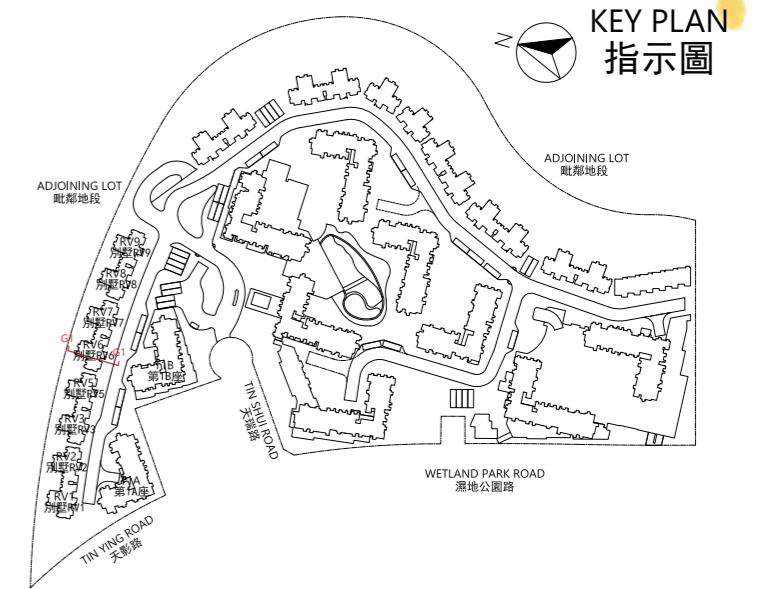 KEY PLAN
指示圖
N
ADJOINING LOT
毗鄰地段
ADJOINING LOT
毗鄰地段
RV9
別墅RV9
RV8
別墅RV8
RV7
別墅RV7
G1
G1
RV6
別墅RV6
RV5
別墅RV5
RV3
別墅RV3
RV2
別墅RV2
RV1
別墅RV1
第1B座
第1A座
TIN SHUI ROAD
天瑞路
WETLAND PARK ROAD
濕地公園路
TIN YING ROAD
天影路